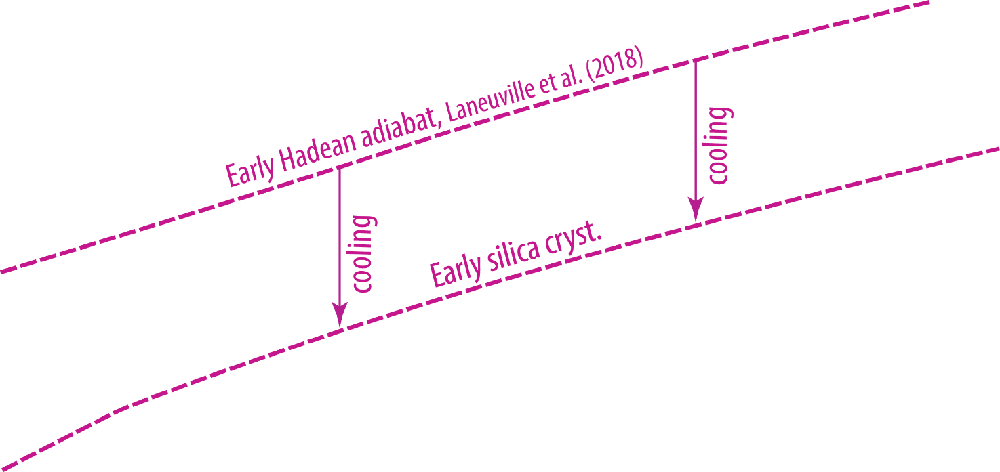 Early Hadean adiabat, Laneuville et al. (2018)
cooling
cooling
Early silica cryst.